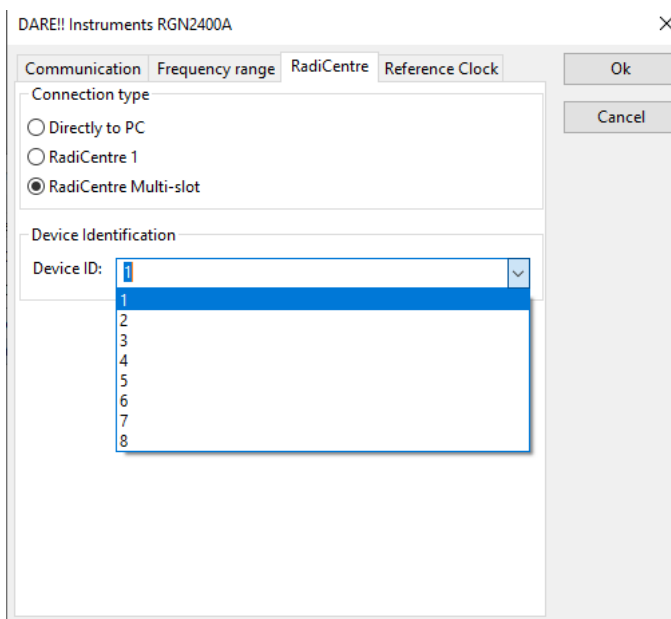 DARE!! Instruments RGN2400A
Communication Frequency range RadiCentre Reference Clock
Ok
Connection type
Cancel
Directly to PC
RadiCentre 1
RadiCentre Multi-slot
Device Identification
Device ID: 1
1
2
3
4
5
6
7
8